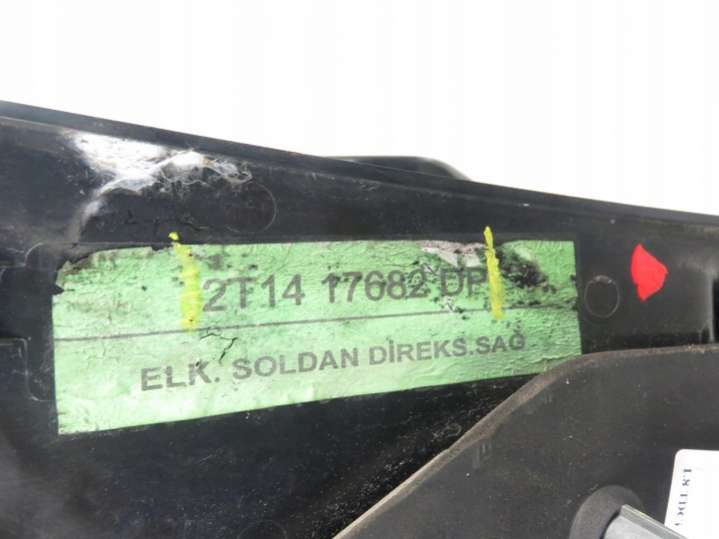 2T14 17682 DP
ELK. SOLDAN DİREKS.SAĞ